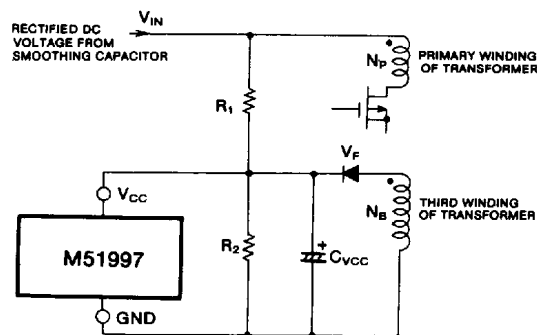 RECTIFIED DC
VOLTAGE FROM
SMOOTHING CAPACITOR
VIN
NP
PRIMARY WINDING
OF TRANSFORMER
R1
VF
VCC
NB
THIRD WINDING
OF TRANSFORMER
M51997
R2
+
CVCC
GND